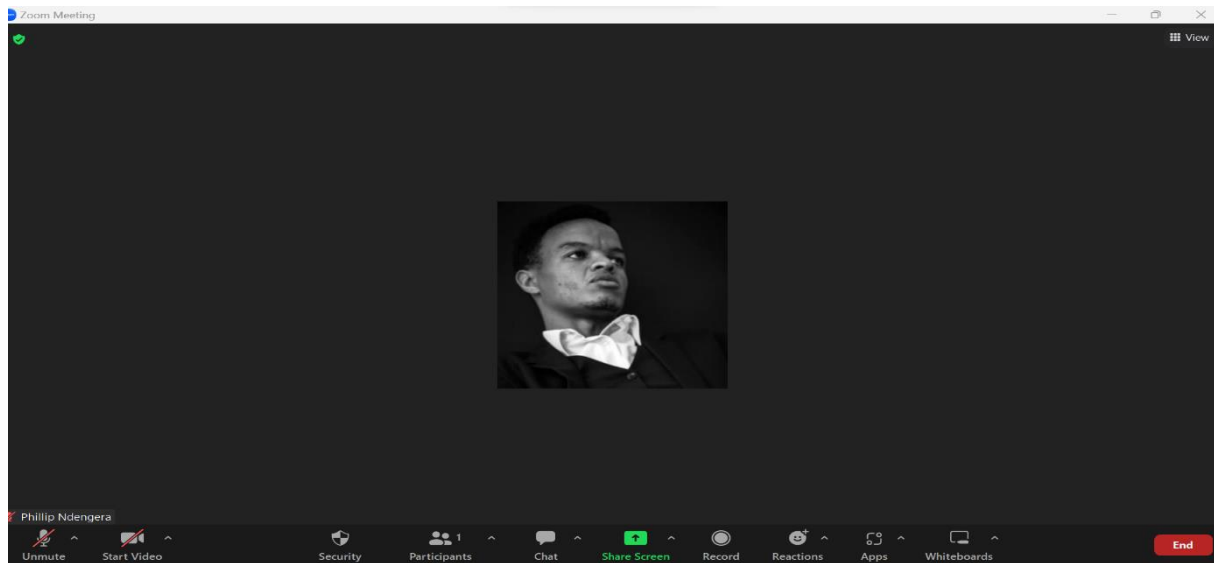 Zoom Meeting
View
Phillip Ndengera
1
Unmute Start Video Security Participants Chat Share Screen Record Reactions Apps Whiteboards End